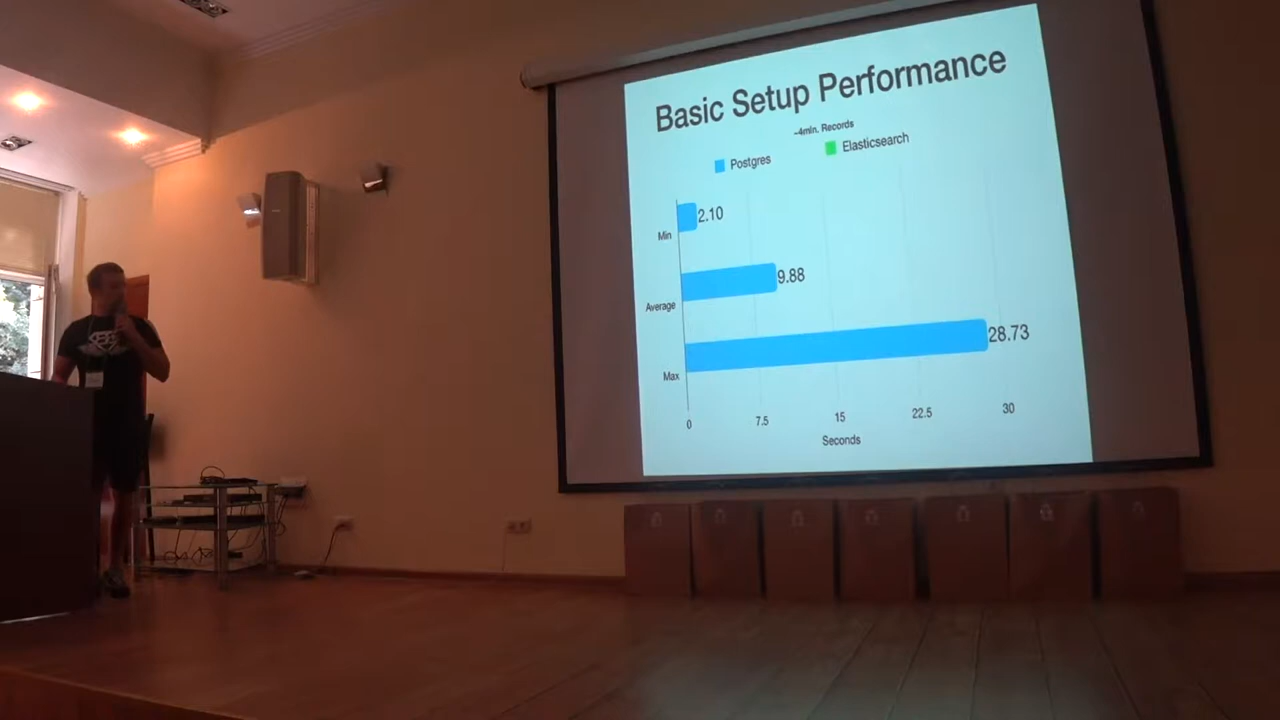 Basic Setup Performance
~4mln. Records
Postgres
Elasticsearch
Min
2.10
Average
9.88
Max
28.73
0 7.5 15 22.5 30
Seconds